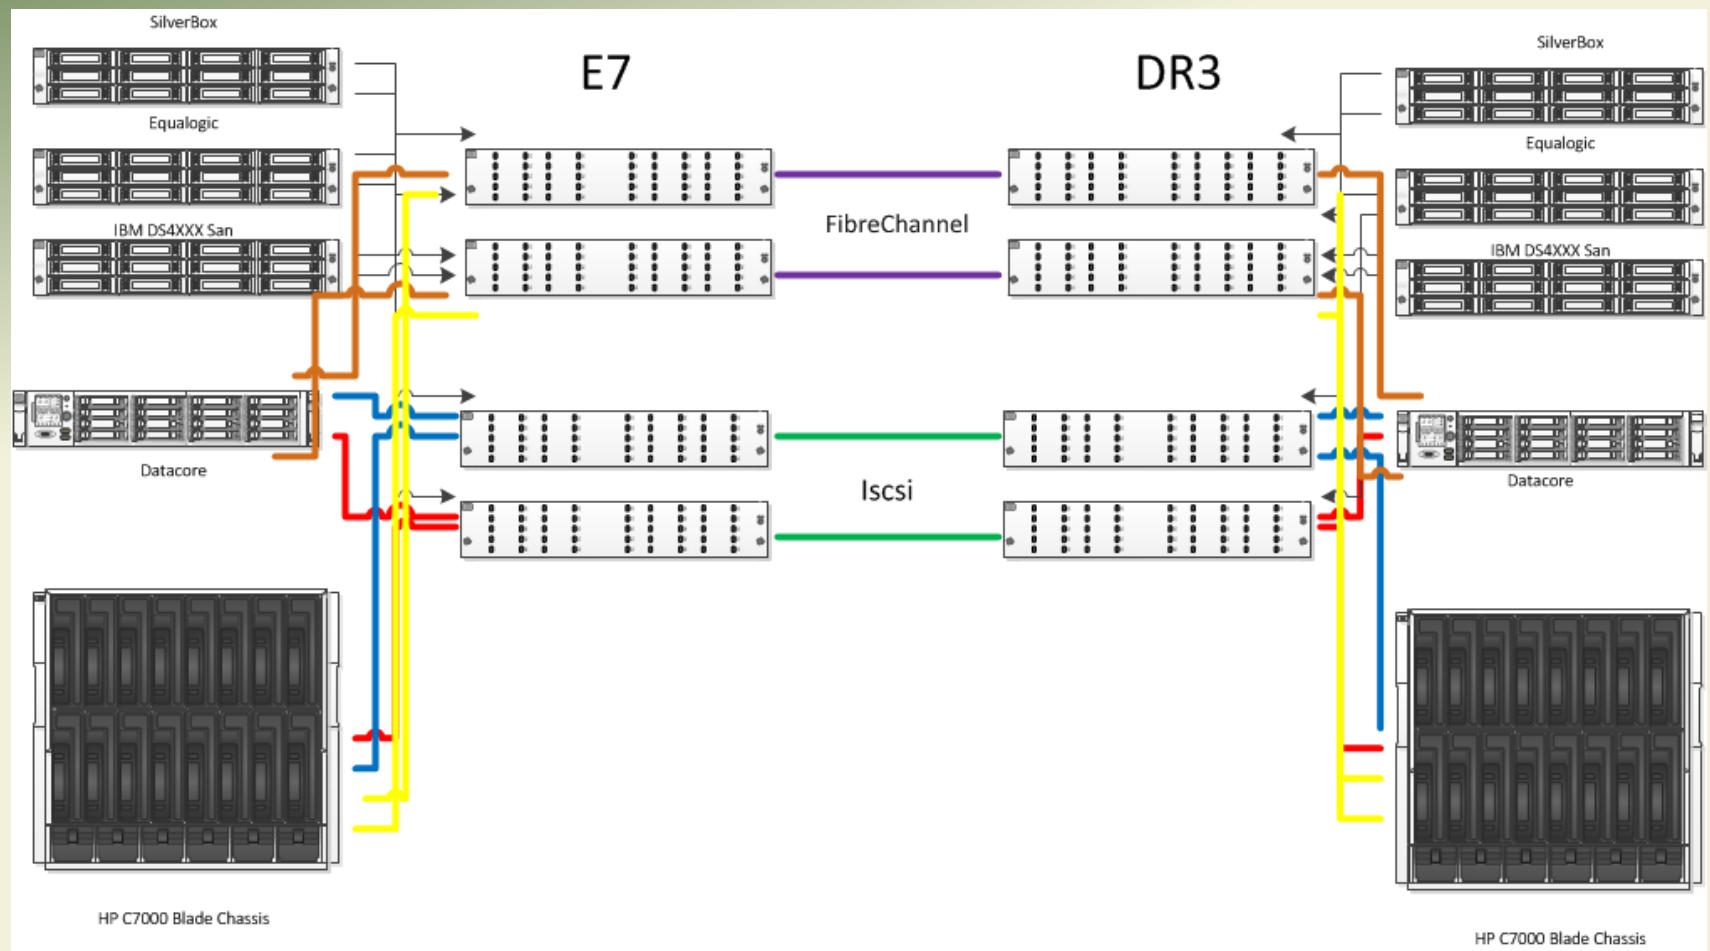 SilverBox
E7
DR3
SilverBox
Equalogic
Equalogic
FibreChannel
IBM DS4XXX San
IBM DS4XXX San
Datacore
Iscsi
Datacore
HP C7000 Blade Chassis
HP C7000 Blade Chassis